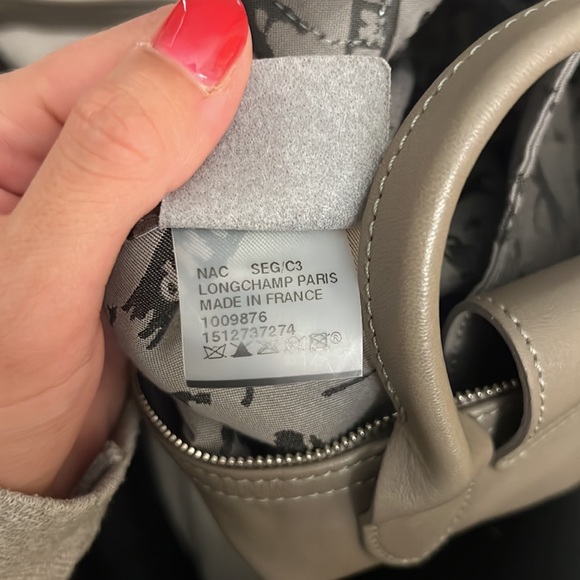 NAC SEG/C3
LONGCHAMP PARIS
MADE IN FRANCE
1009876
1512737274